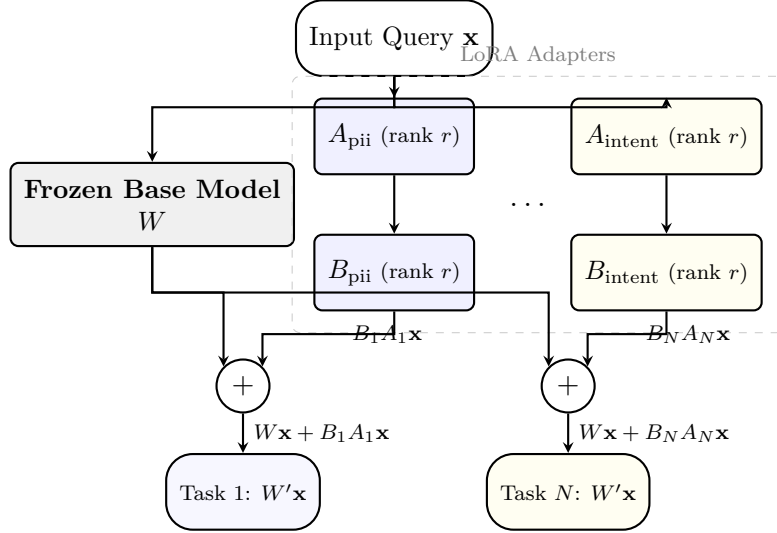 Input Query x
LoRA Adapters
A_pii (rank r)
A_intent (rank r)
Frozen Base Model
W
...
B_pii (rank r)
B_intent (rank r)
B_1A_1x
B_NA_Nx
+
+
Wx + B_1A_1x
Wx + B_NA_Nx
Task 1: W′x
Task N: W′x